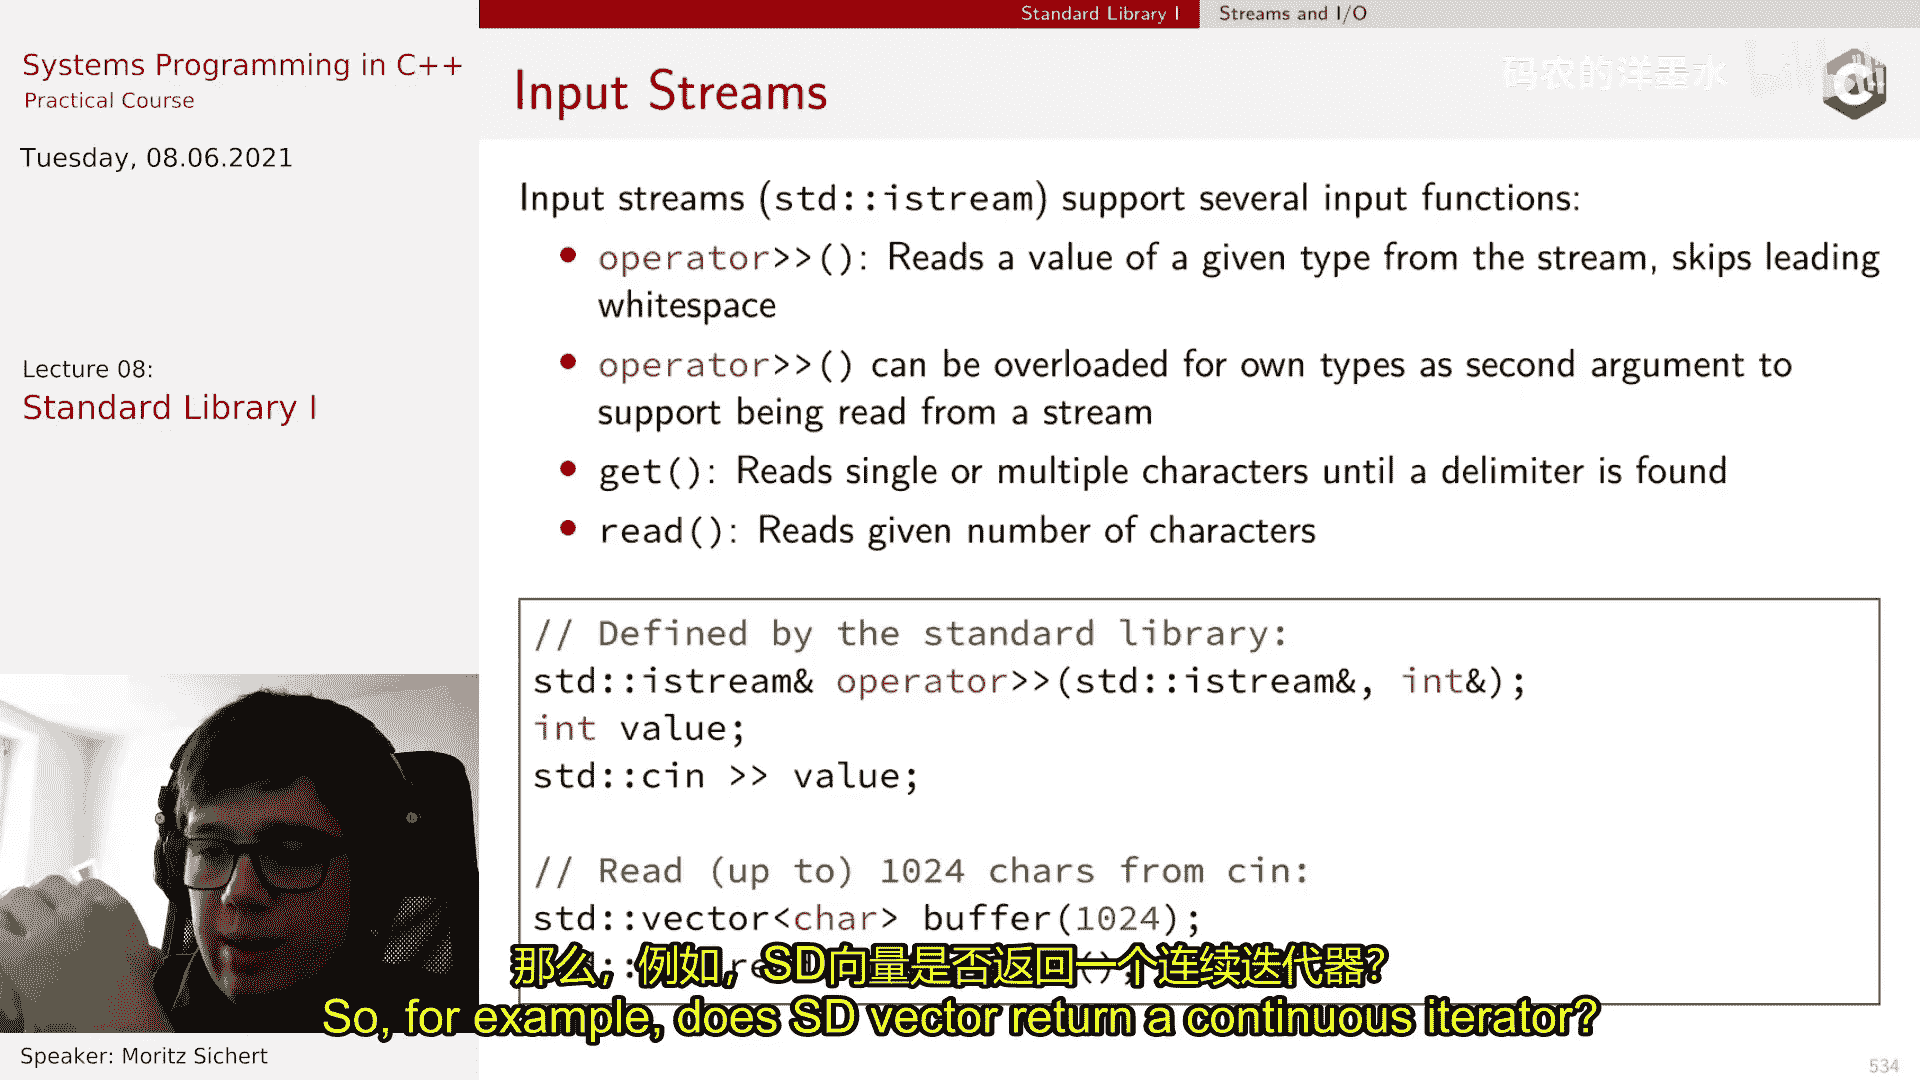 Standard Library I
Streams and I/O
Systems Programming in C++
Practical Course
Tuesday, 08.06.2021
Lecture 08:
Standard Library I
Input Streams
码农的洋墨水
Input streams (std::istream) support several input functions:
operator>>(): Reads a value of a given type from the stream, skips leading
whitespace
operator>>() can be overloaded for own types as second argument to
support being read from a stream
get(): Reads single or multiple characters until a delimiter is found
read(): Reads given number of characters
// Defined by the standard library:
std::istream& operator>>(std::istream&, int&);
int value;
std::cin >> value;
// Read (up to) 1024 chars from cin:
std::vector<char> buffer(1024);
那么，例如，SD向量是否返回一个连续迭代器？
So, for example, does SD vector return a continuous iterator?
Speaker: Moritz Sichert
534